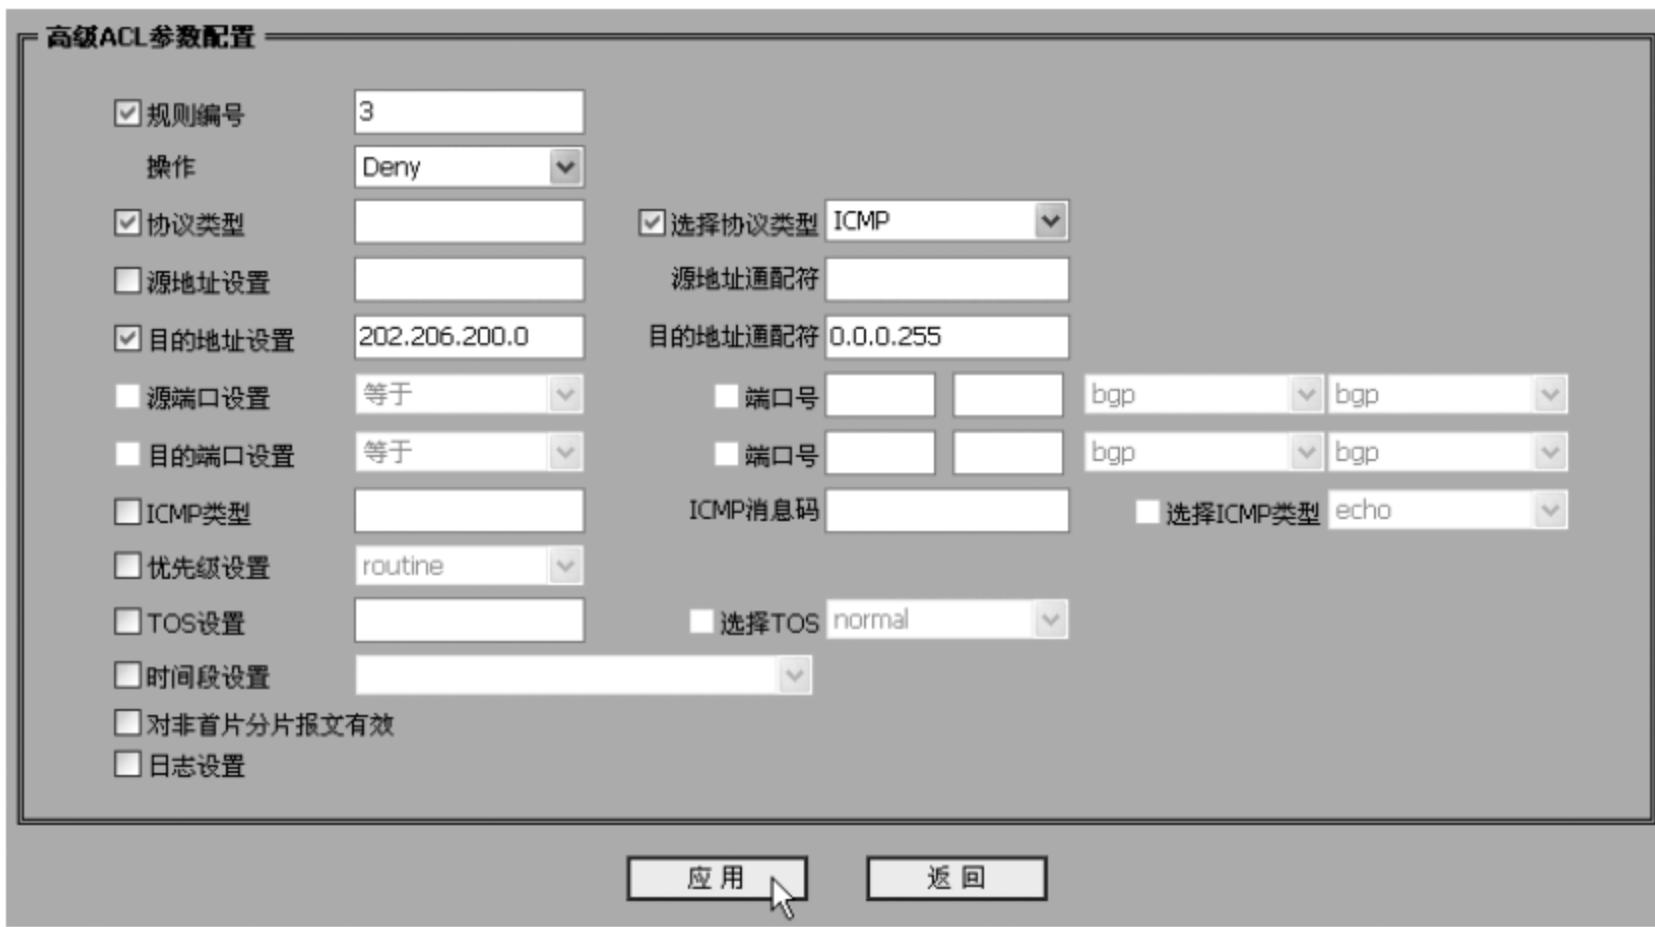 高级ACL参数配置
规则编号 3
操作 Deny
协议类型 选择协议类型 ICMP
源地址设置 源地址通配符
目的地址设置 202.206.200.0 目的地址通配符 0.0.0.255
源端口设置 等于 端口号 bgp bgp
目的端口设置 等于 端口号 bgp bgp
ICMP类型 ICMP消息码 选择ICMP类型 echo
优先级设置 routine
TOS设置 选择TOS normal
时间段设置
对非首片分片报文有效
日志设置
应用 返回